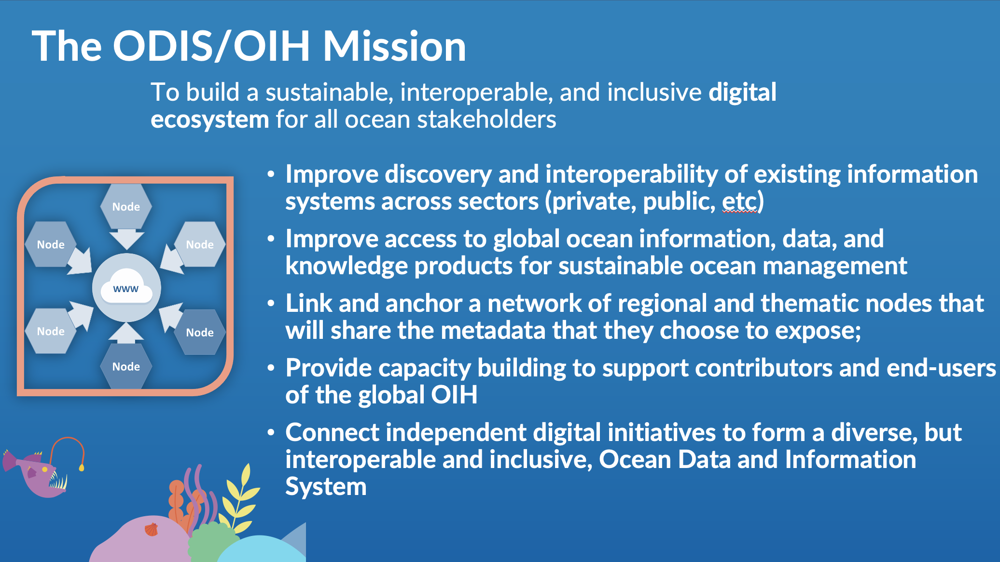 The ODIS/OIH Mission
To build a sustainable, interoperable, and inclusive digital
ecosystem for all ocean stakeholders
Node
Node
Node
www
Node
Node
Node
• Improve discovery and interoperability of existing information
systems across sectors (private, public, etc)
• Improve access to global ocean information, data, and
knowledge products for sustainable ocean management
• Link and anchor a network of regional and thematic nodes that
will share the metadata that they choose to expose;
• Provide capacity building to support contributors and end-users
of the global OIH
• Connect independent digital initiatives to form a diverse, but
interoperable and inclusive, Ocean Data and Information
System